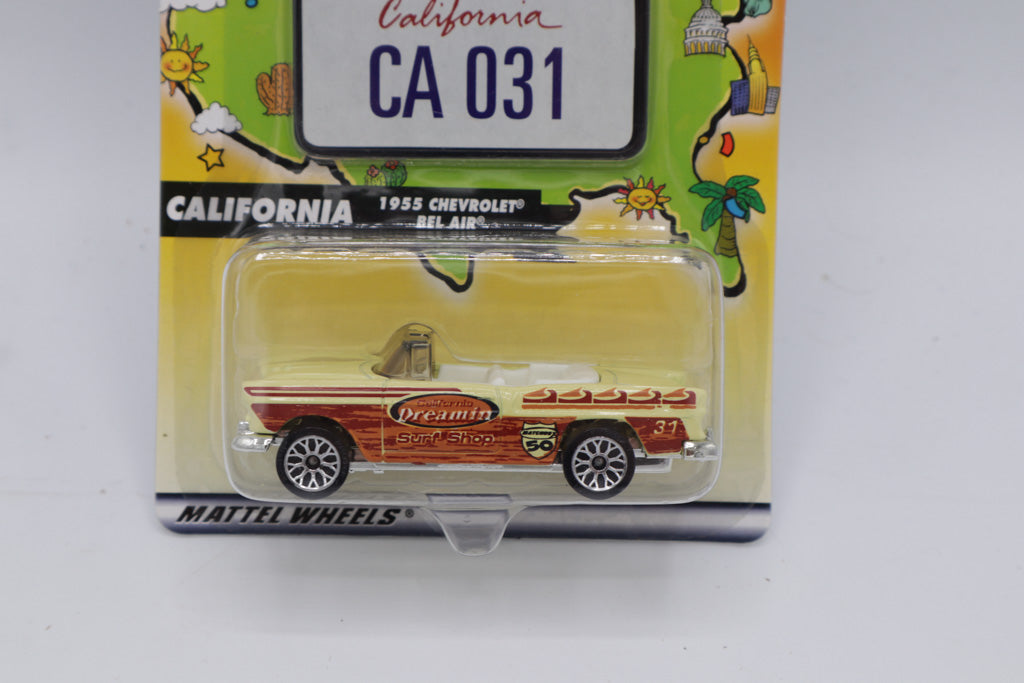 California
CA 031
CALIFORNIA
1955 CHEVROLET®
BEL AIR®
California
Dreamin
Surf Shop
MATCHBOX
50
31
MATTEL WHEELS®